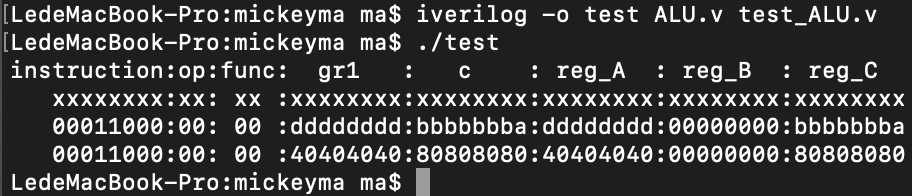 [LedeMacBook-Pro:mickeyma ma$ iverilog -o test ALU.v test_ALU.v
[LedeMacBook-Pro:mickeyma ma$ ./test
instruction:op:func:  gr1   :   c    : reg_A  : reg_B  : reg_C
   xxxxxxxx:xx: xx :xxxxxxxx:xxxxxxxx:xxxxxxxx:xxxxxxxx:xxxxxxxx
   00011000:00: 00 :dddddddd:bbbbbbba:dddddddd:00000000:bbbbbbba
   00011000:00: 00 :40404040:80808080:40404040:00000000:80808080
LedeMacBook-Pro:mickeyma ma$